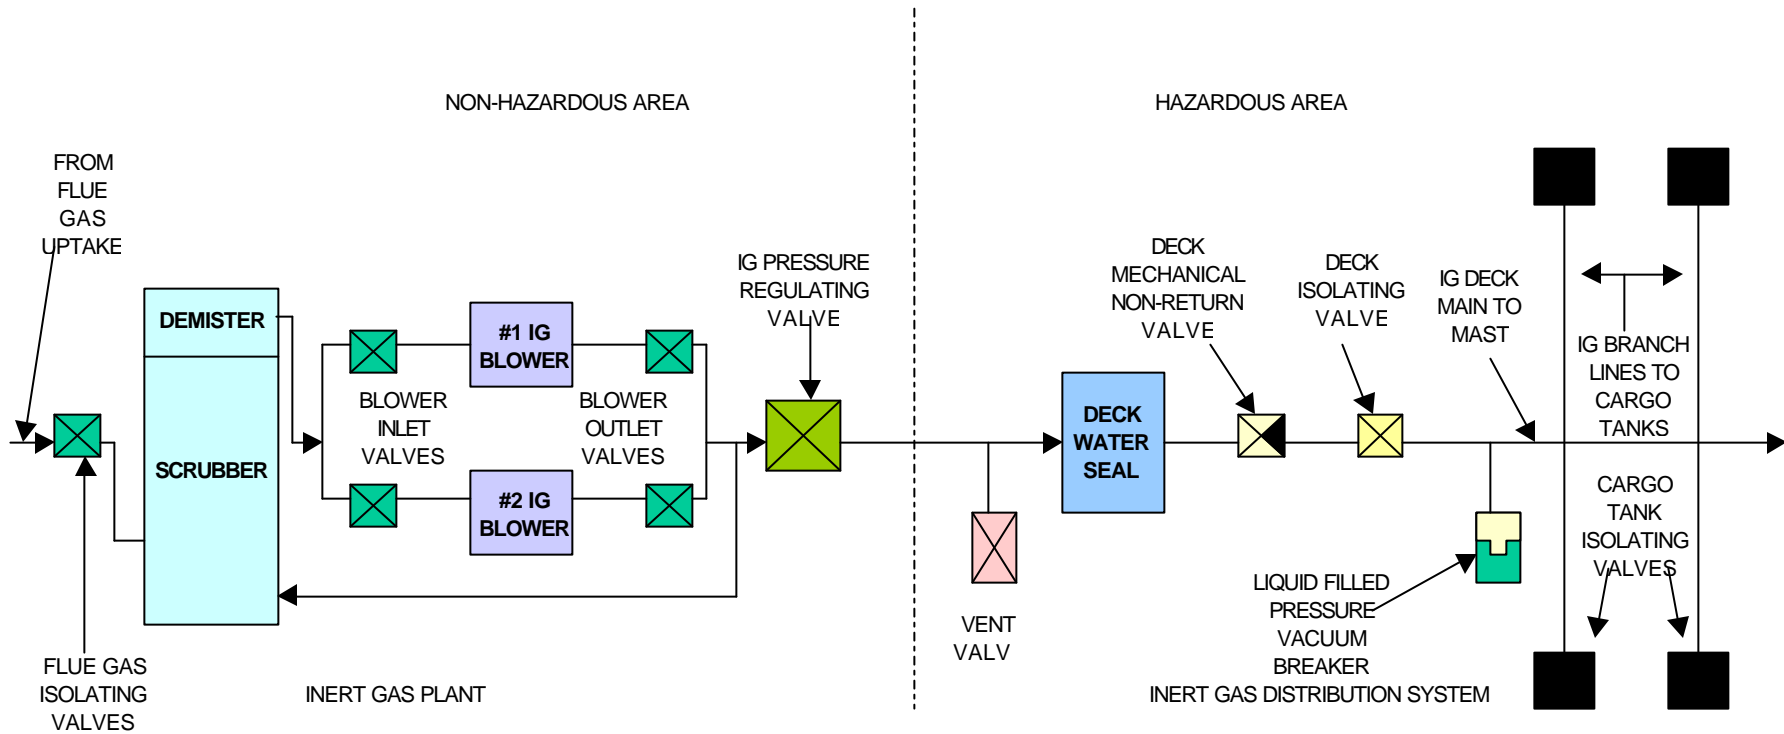 NON-HAZARDOUS AREA
HAZARDOUS AREA
FROM
FLUE
GAS
UPTAKE
DEMISTER
SCRUBBER
FLUE GAS
ISOLATING
VALVES
#1 IG
BLOWER
BLOWER
INLET
VALVES
BLOWER
OUTLET
VALVES
#2 IG
BLOWER
IG PRESSURE
REGULATING
VALVE
INERT GAS PLANT
VENT
VALV
DECK
WATER
SEAL
DECK
MECHANICAL
NON-RETURN
VALVE
DECK
ISOLATING
VALVE
IG DECK
MAIN TO
MAST
IG BRANCH
LINES TO
CARGO
TANKS
CARGO
TANK
ISOLATING
VALVES
LIQUID FILLED
PRESSURE
VACUUM
BREAKER
INERT GAS DISTRIBUTION SYSTEM